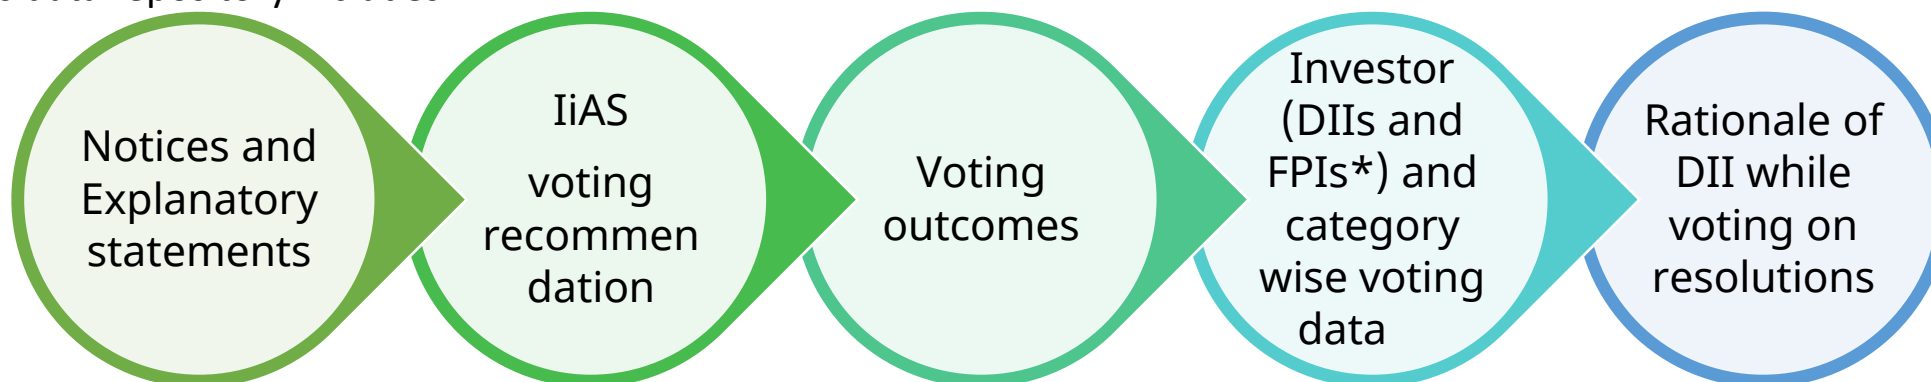 Notices and
Explanatory
statements
IiAS
voting
recommen
dation
Voting
outcomes
Investor
(DIIs and
FPIs*) and
category
wise voting
data
Rationale of
DII while
voting on
resolutions